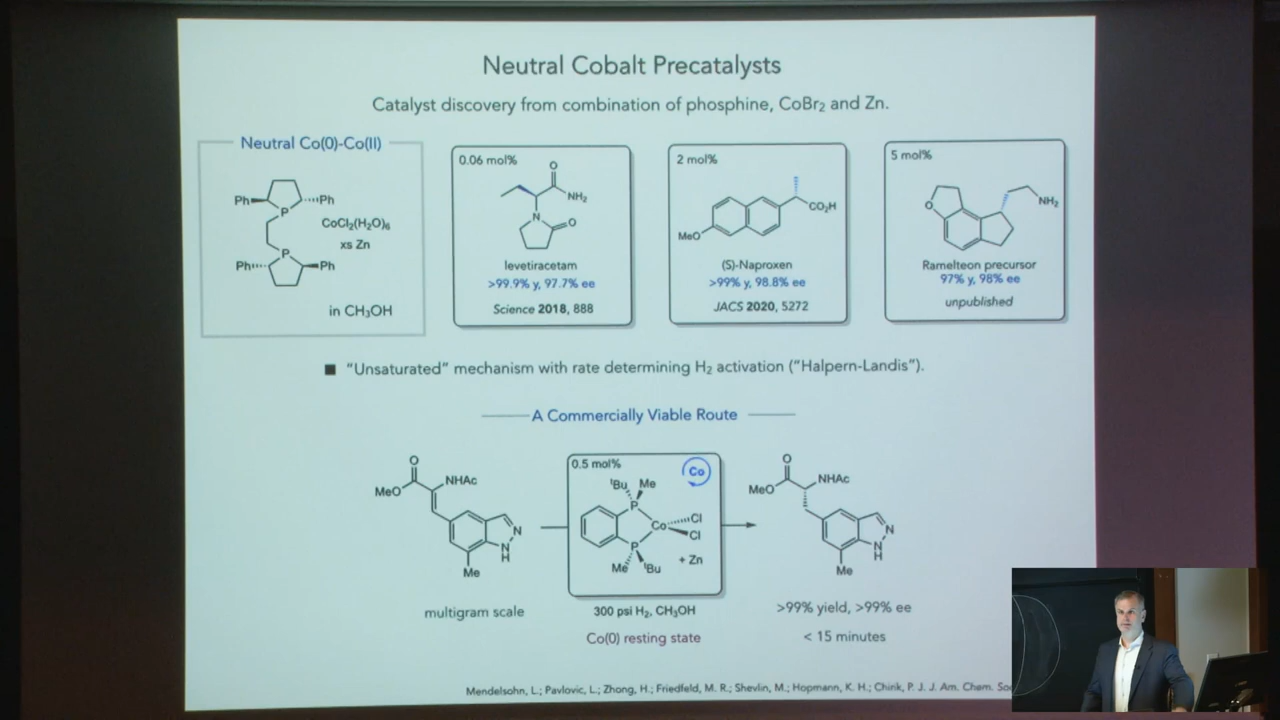 Neutral Cobalt Precatalysts
Catalyst discovery from combination of phosphine, CoBr₂ and Zn.
Neutral Co(0)-Co(II)
Ph
Ph
P
CoCl₂(H₂O)₆
xs Zn
P
Ph
Ph
in CH₃OH
0.06 mol%
O
NH₂
N
O
levetiracetam
>99.9% y, 97.7% ee
Science 2018, 888
2 mol%
CO₂H
MeO
(S)-Naproxen
>99% y, 98.8% ee
JACS 2020, 5272
5 mol%
NH₂
O
Ramelteon precursor
97% y, 98% ee
unpublished
■ "Unsaturated" mechanism with rate determining H₂ activation ("Halpern-Landis").
A Commercially Viable Route
O
MeO
NHAc
N
N
H
Me
multigram scale
0.5 mol%
Co
ᵗBu Me
P
Co
Cl
Cl
P
Me ᵗBu
+ Zn
300 psi H₂, CH₃OH
Co(0) resting state
O
MeO
NHAc
N
N
H
Me
>99% yield, >99% ee
< 15 minutes
Mendelsohn, L.; Pavlovic, L.; Zhong, H.; Friedfeld, M. R.; Shevlin, M.; Hopmann, K. H.; Chirik, P. J. J. Am. Chem.